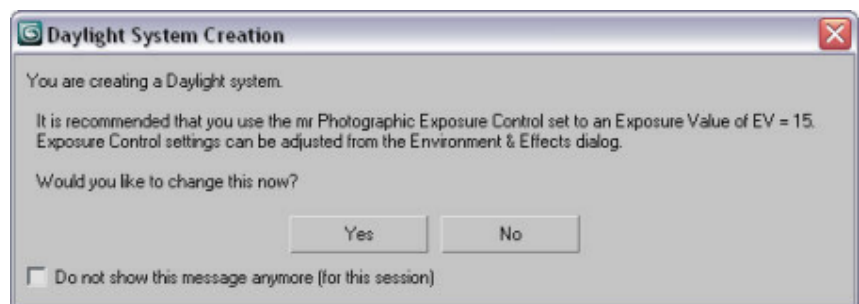 Daylight System Creation
You are creating a Daylight system.
It is recommended that you use the mr Photographic Exposure Control set to an Exposure Value of EV = 15.
Exposure Control settings can be adjusted from the Environment & Effects dialog.
Would you like to change this now?
Yes No
Do not show this message anymore (for this session)